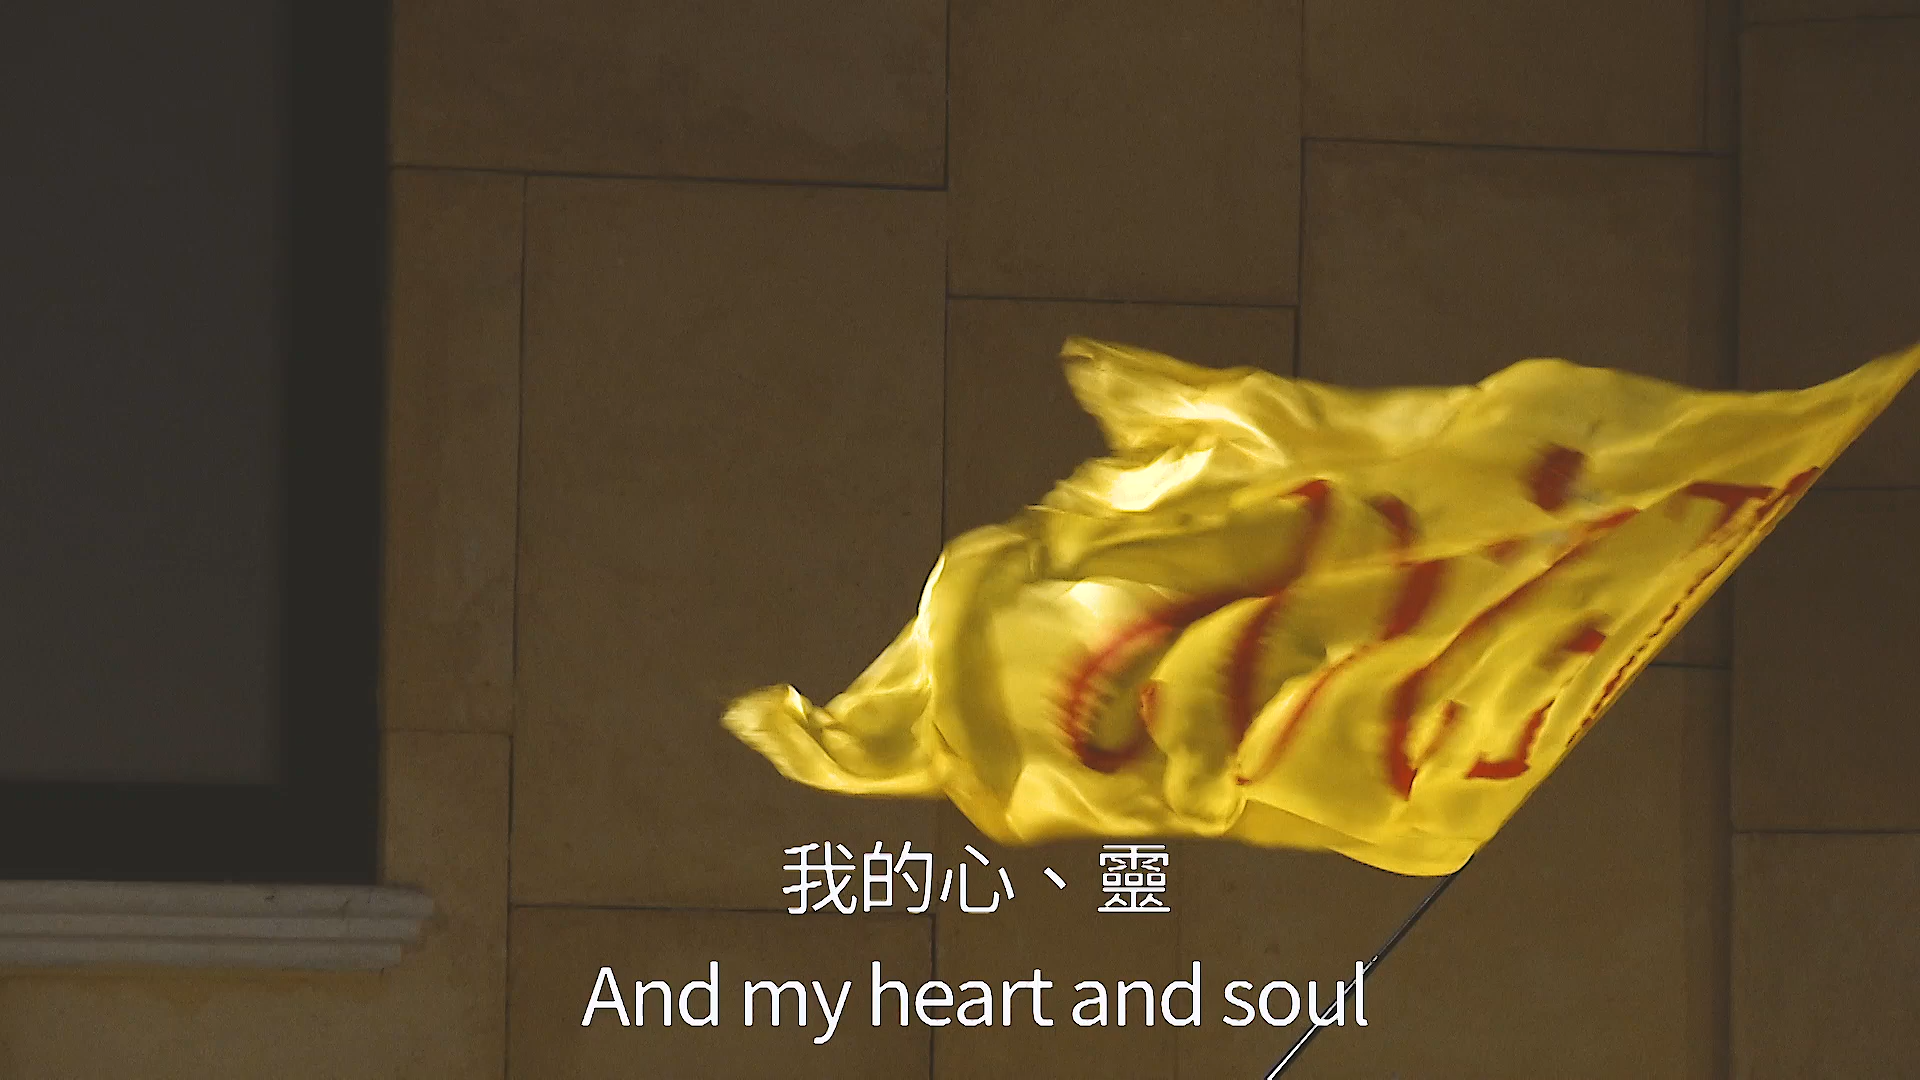 我的心、靈
And my heart and soul